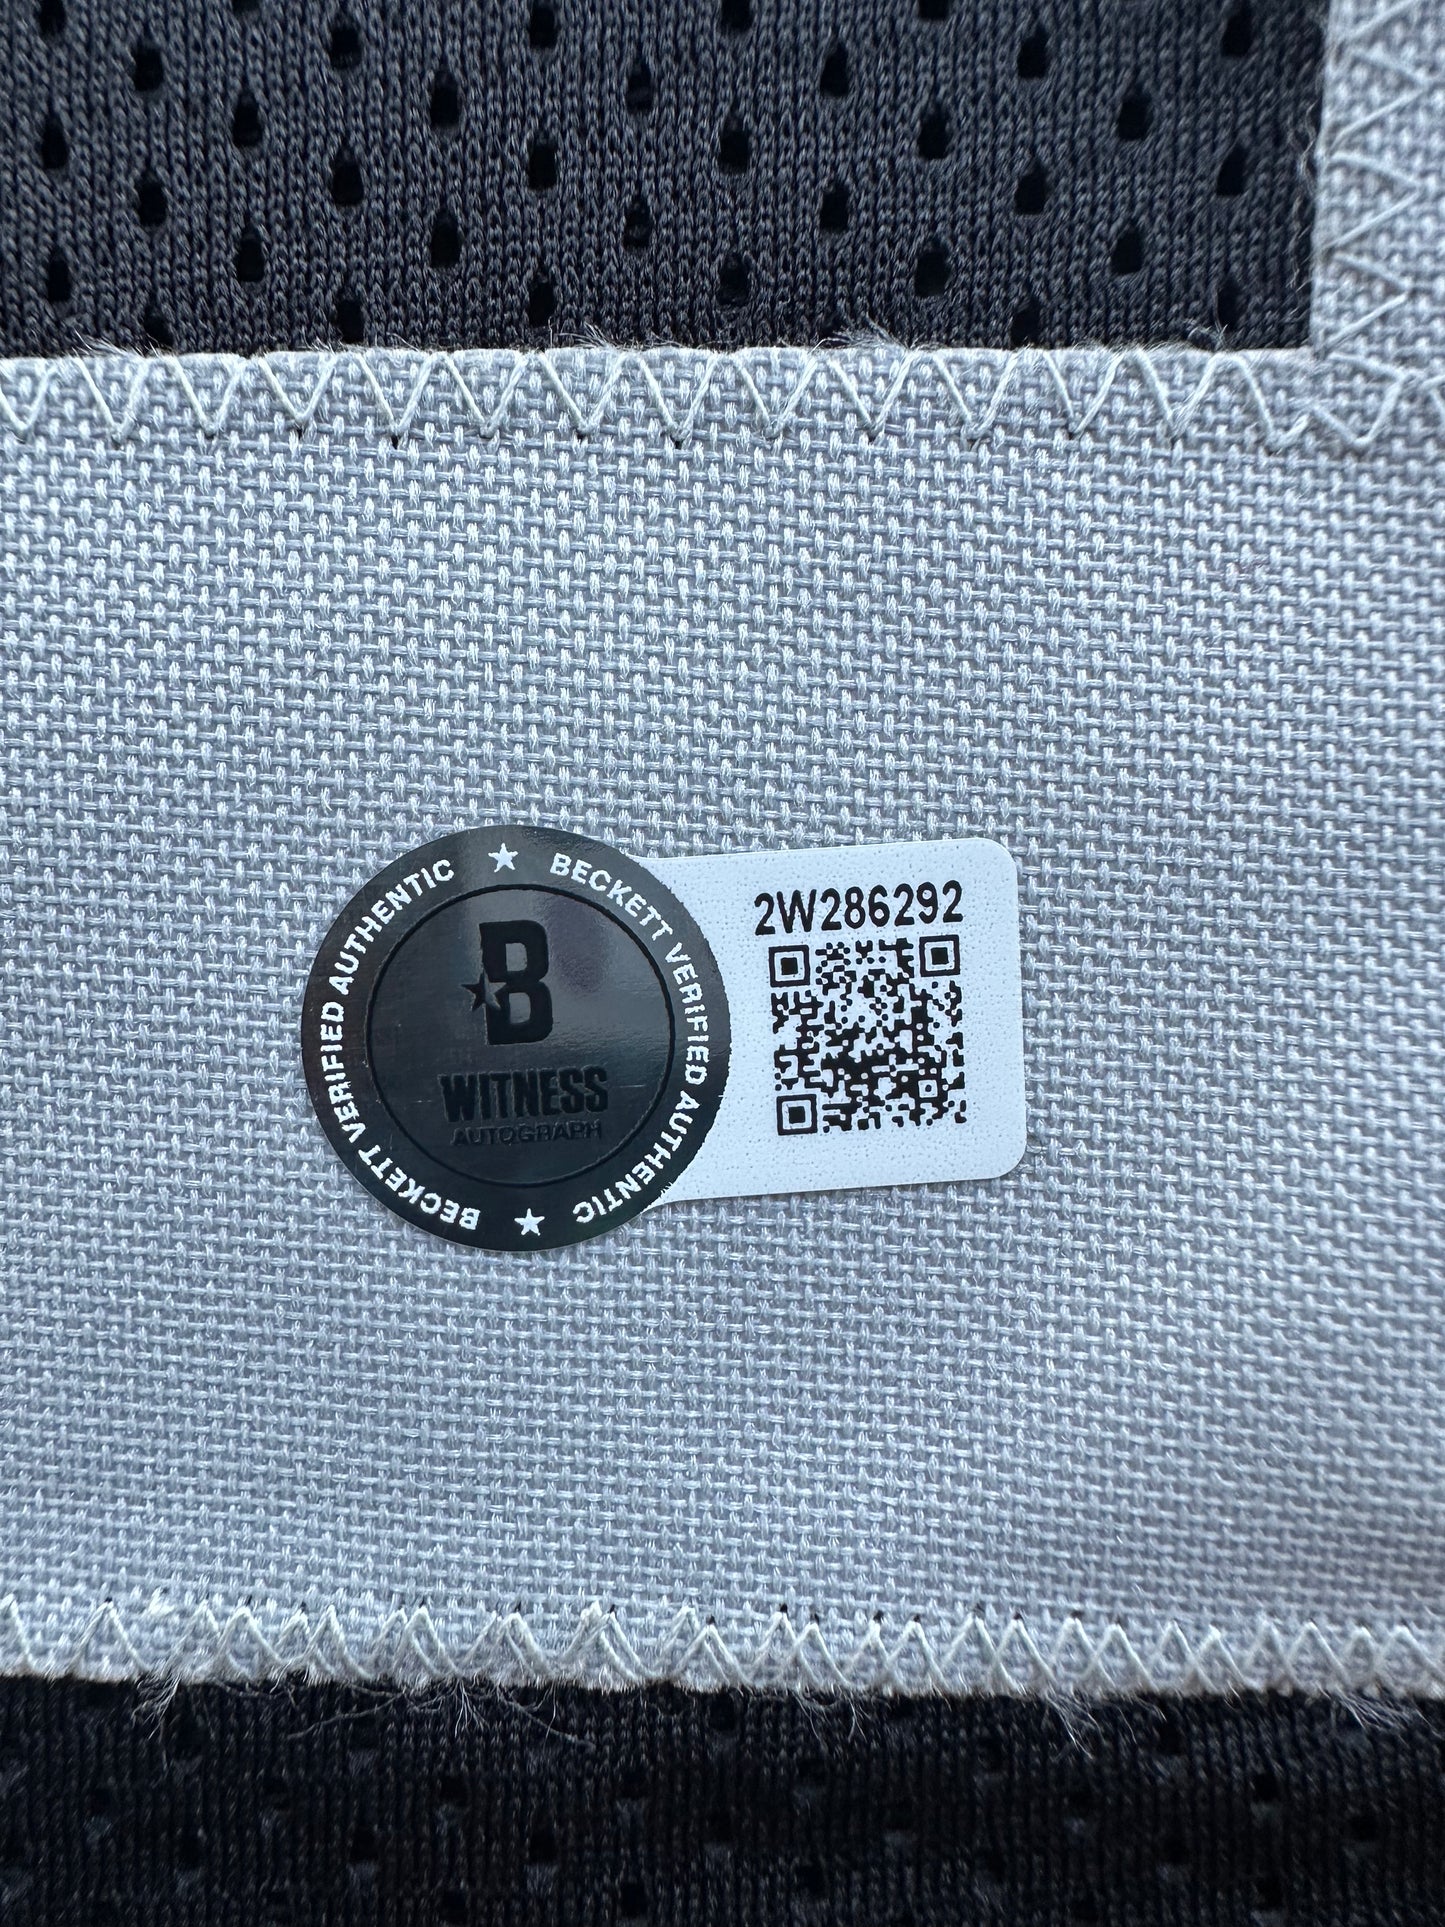 BECKETT VERIFIED AUTHENTIC ★ BECKETT VERIFIED AUTHENTIC ★
B
WITNESS
AUTOGRAPH
2W286292